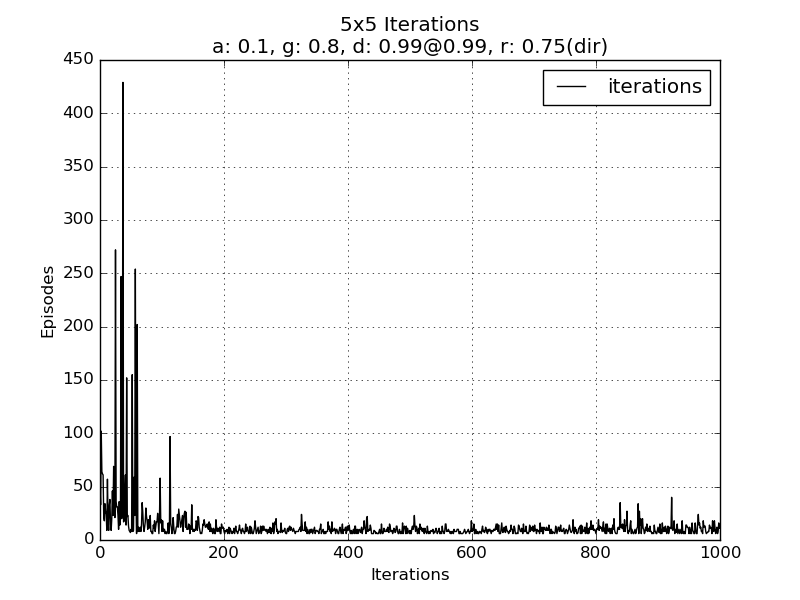 5x5 Iterations
a: 0.1, g: 0.8, d: 0.99@0.99, r: 0.75(dir)
iterations
450
400
350
300
250
200
150
100
50
0
Episodes
0 200 400 600 800 1000
Iterations